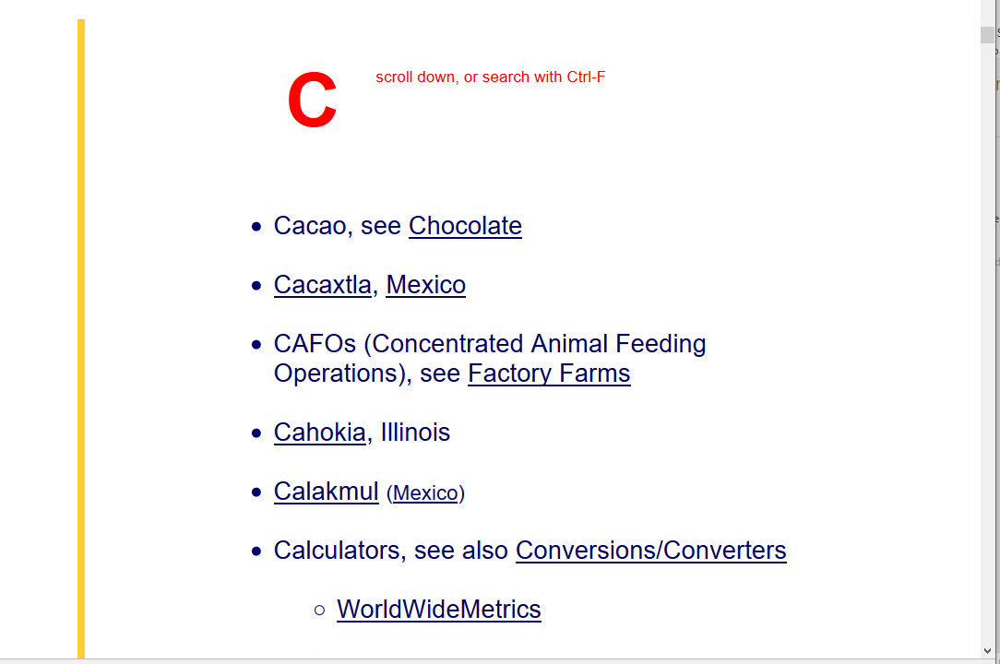 C
scroll down, or search with Ctrl-F
Cacao, see Chocolate
Cacaxtla, Mexico
CAFOs (Concentrated Animal Feeding
Operations), see Factory Farms
Cahokia, Illinois
Calakmul (Mexico)
Calculators, see also Conversions/Converters
WorldWideMetrics